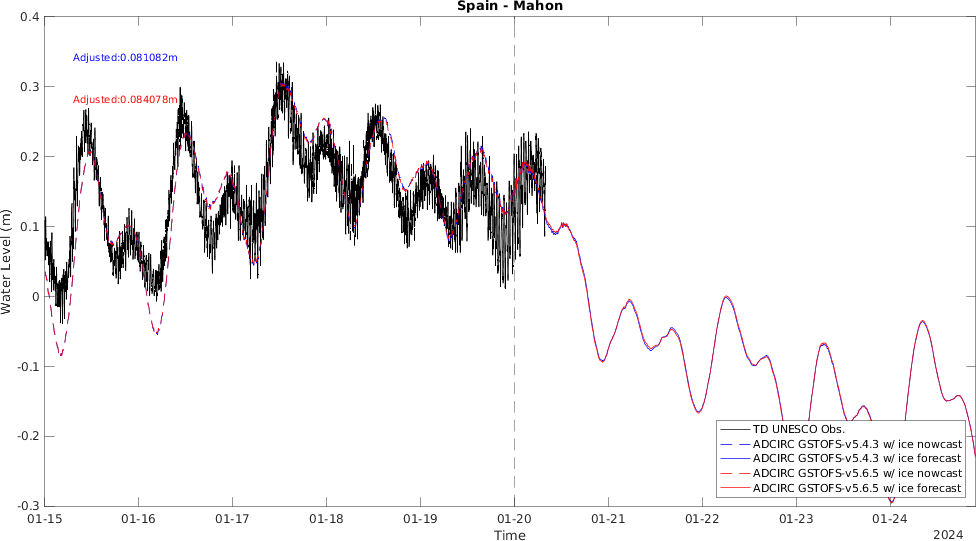 Spain - Mahon
0.4
0.3
0.2
0.1
0
-0.1
-0.2
-0.3
Water Level (m)
Adjusted:0.081082m
Adjusted:0.084078m
TD UNESCO Obs.
ADCIRC GSTOFS-v5.4.3 w/ ice nowcast
ADCIRC GSTOFS-v5.4.3 w/ ice forecast
ADCIRC GSTOFS-v5.6.5 w/ ice nowcast
ADCIRC GSTOFS-v5.6.5 w/ ice forecast
01-15 01-16 01-17 01-18 01-19 01-20 01-21 01-22 01-23 01-24
Time
2024